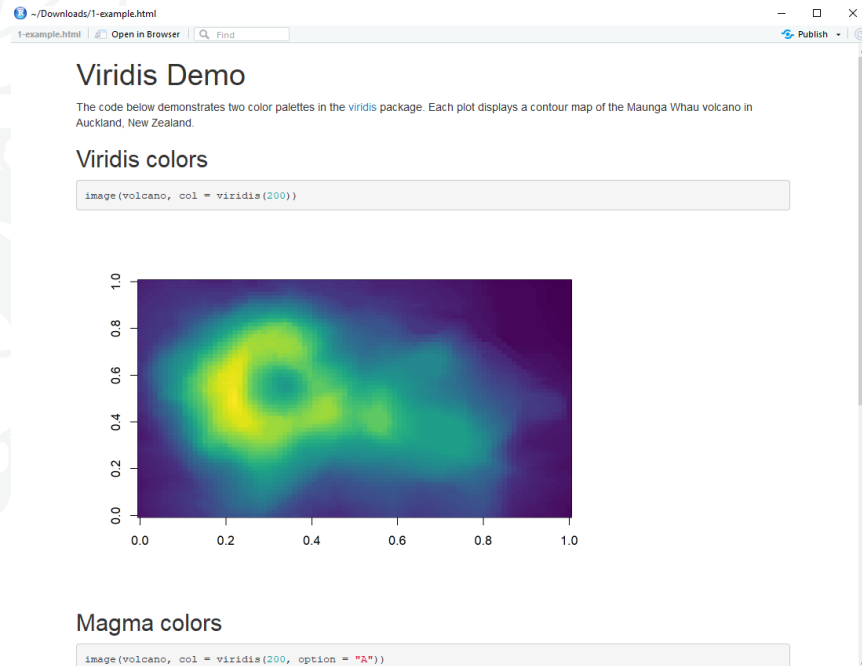 ~/Downloads/1-example.html
1-example.html Open in Browser Find Publish
Viridis Demo
The code below demonstrates two color palettes in the viridis package. Each plot displays a contour map of the Maunga Whau volcano in
Auckland, New Zealand.
Viridis colors
image(volcano, col = viridis(200))
1.0
0.8
0.6
0.4
0.2
0.0
0.0 0.2 0.4 0.6 0.8 1.0
Magma colors
image(volcano, col = viridis(200, option = "A"))